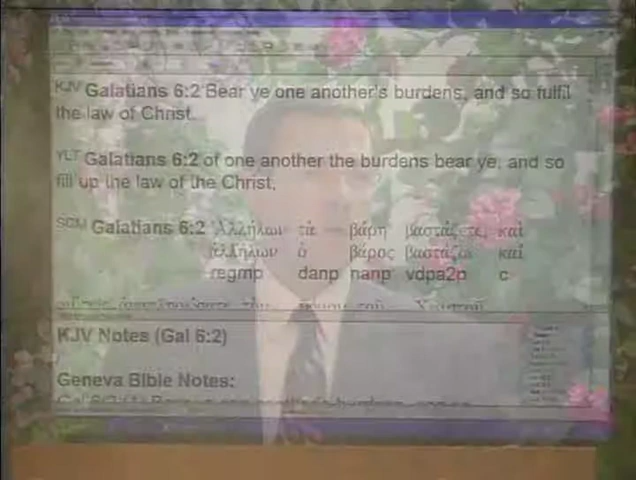 KJV Galatians 6:2 Bear ye one another's burdens, and so fulfil
the law of Christ.
YLT Galatians 6:2 of one another the burdens bear ye, and so
fill up the law of the Christ,
SCM Galatians 6:2 Ἀλλήλων τὰ βάρη βαστάζετε, καὶ
ἀλλήλων ὁ βάρος βαστάζω καί
regmp danp nanp vdpa2p c
KJV Notes (Gal 6:2)
Geneva Bible Notes: